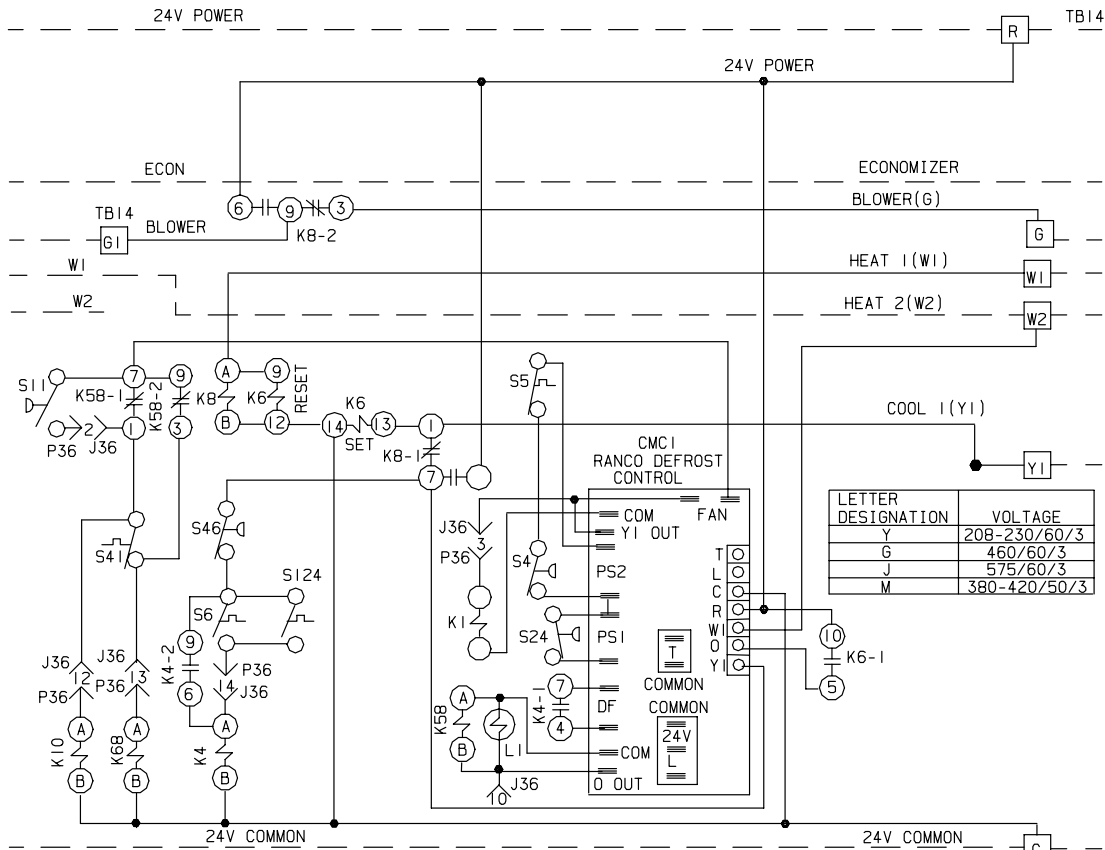 24V POWER
TB14
R
24V POWER
ECON
ECONOMIZER
6
9
3
BLOWER(G)
TB14
BLOWER
K8-2
G1
G
W1
HEAT 1(W1)
W1
W2
HEAT 2(W2)
W2
S11
7
K58-1
K58-2
9
A
K8
9
K6
RESET
S5
P36
2
J36
1
3
B
12
14
K6
SET
13
1
K8-1
COOL 1(Y1)
Y1
CMC1
RANCO DEFROST
CONTROL
7
LETTER DESIGNATION VOLTAGE
Y 208-230/60/3
G 460/60/3
J 575/60/3
M 380-420/50/3
COM
FAN
Y1 OUT
S41
S46
J36
3
P36
S4
PS2
T
L
C
R
W1
O
Y1
S6
S124
K1
S24
PS1
T
COMMON
10
K6-1
5
K4-2
9
6
J36
12
P36
J36
13
P36
P36
14
J36
7
K4-1
4
DF
COMMON
24V
L
A
K10
B
A
K68
B
A
K4
B
K58
A
B
L1
COM
J36
10
O OUT
24V COMMON
24V COMMON
C